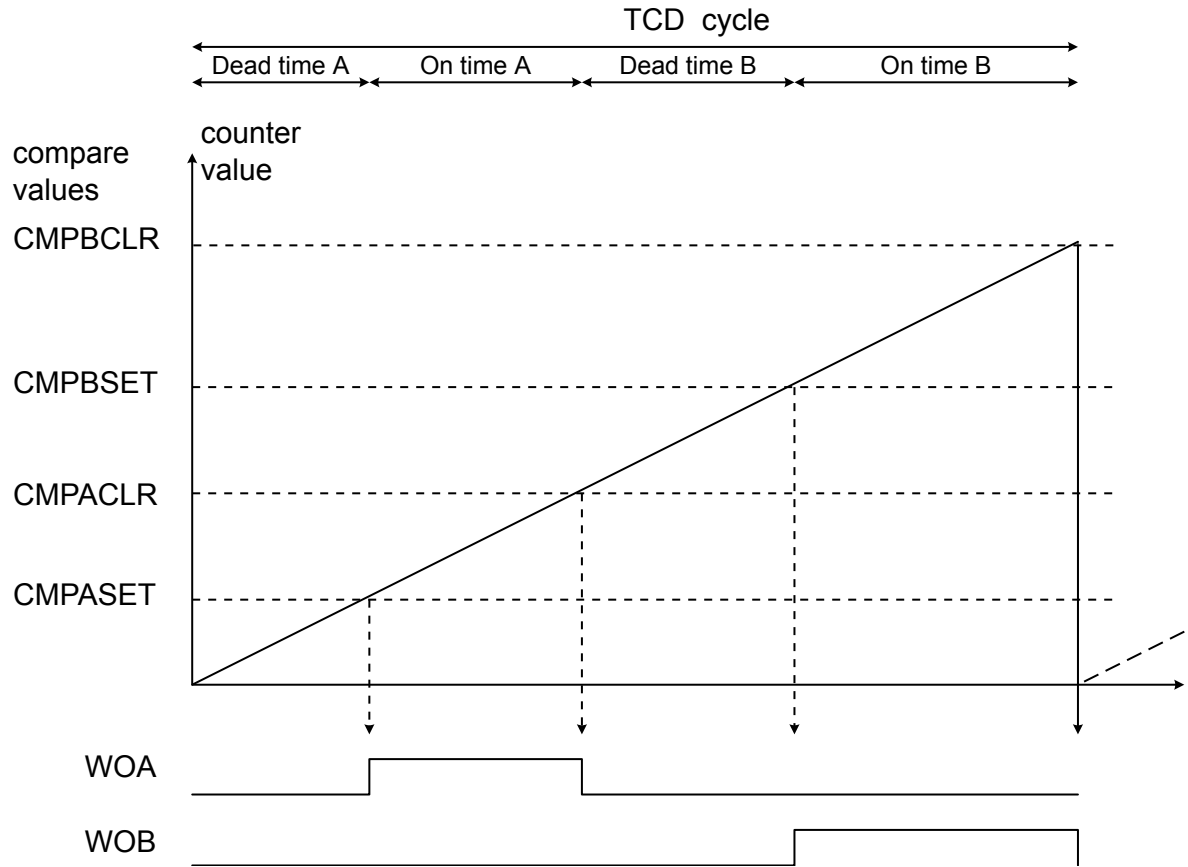 TCD cycle
Dead time A On time A Dead time B On time B
counter
value
compare
values
CMPBCLR
CMPBSET
CMPACLR
CMPASET
WOA
WOB